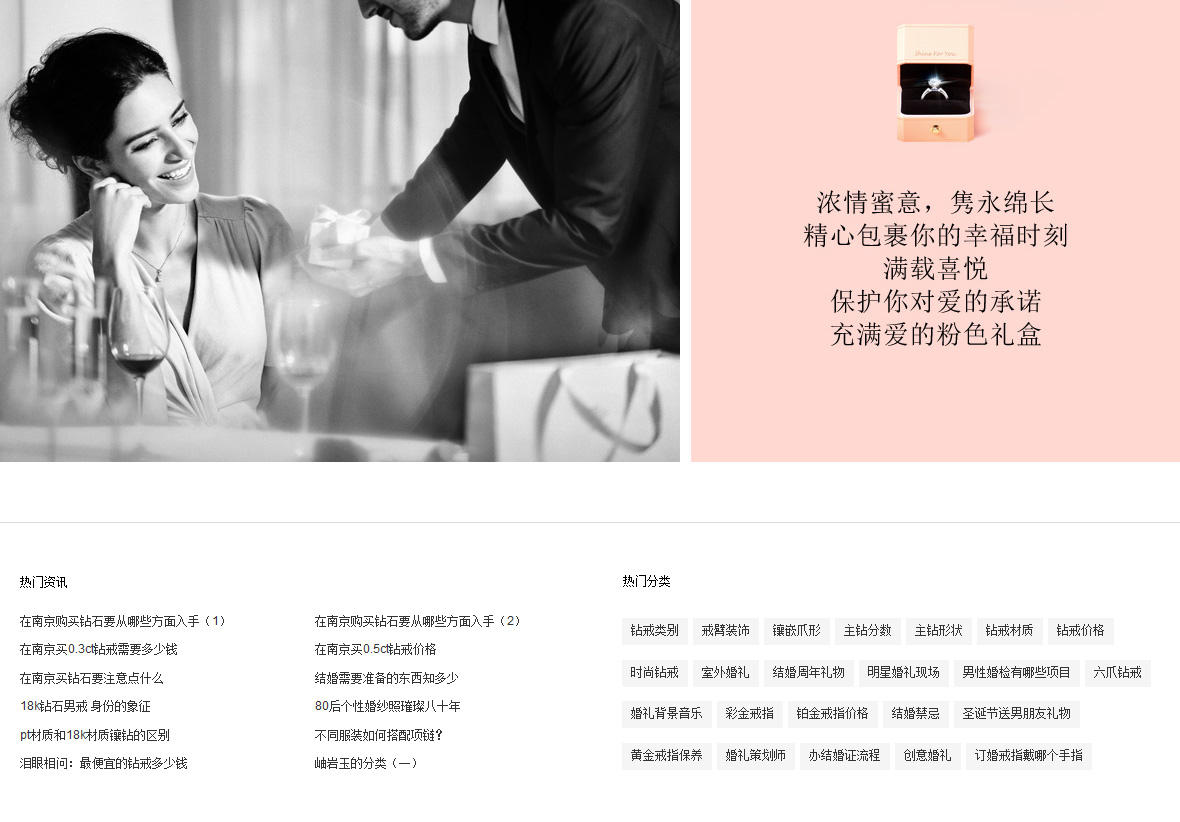 Shine For You
浓情蜜意，隽永绵长
精心包裹你的幸福时刻
满载喜悦
保护你对爱的承诺
充满爱的粉色礼盒
热门资讯
在南京购买钻石要从哪些方面入手（1）
在南京购买钻石要从哪些方面入手（2）
在南京买0.3ct钻戒需要多少钱
在南京买0.5ct钻戒价格
在南京买钻石要注意点什么
结婚需要准备的东西知多少
18k钻石男戒 身份的象征
80后个性婚纱照璀璨八十年
pt材质和18k材质镶钻的区别
不同服装如何搭配项链?
泪眼相问：最便宜的钻戒多少钱
岫岩玉的分类（一）
热门分类
钻戒类别 戒臂装饰 镶嵌爪形 主钻分数 主钻形状 钻戒材质 钻戒价格
时尚钻戒 室外婚礼 结婚周年礼物 明星婚礼现场 男性婚检有哪些项目 六爪钻戒
婚礼背景音乐 彩金戒指 铂金戒指价格 结婚禁忌 圣诞节送男朋友礼物
黄金戒指保养 婚礼策划师 办结婚证流程 创意婚礼 订婚戒指戴哪个手指